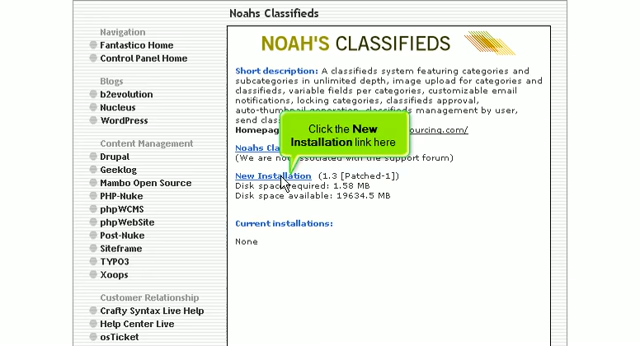 Noahs Classifieds
Navigation
Fantastico Home
Control Panel Home
Blogs
b2evolution
Nucleus
WordPress
Content Management
Drupal
Geeklog
Mambo Open Source
PHP-Nuke
phpWCMS
phpWebSite
Post-Nuke
Siteframe
TYPO3
Xoops
Customer Relationship
Crafty Syntax Live Help
Help Center Live
osTicket
NOAH'S CLASSIFIEDS
Short description: A classifieds system featuring categories and
subcategories in unlimited depth, image upload for categories and
classifieds, variable fields per categories, customizable email
notifications, locking categories, classifieds approval,
auto-thumbnail generation, classifieds management by user,
send clas
Homepag ourcing.com/
Click the New
Installation link here
Noahs Cla
(We are not associated with the support forum)
New Installation (1.3 [Patched-1])
Disk space required: 1.58 MB
Disk space available: 19634.5 MB
Current installations:
None